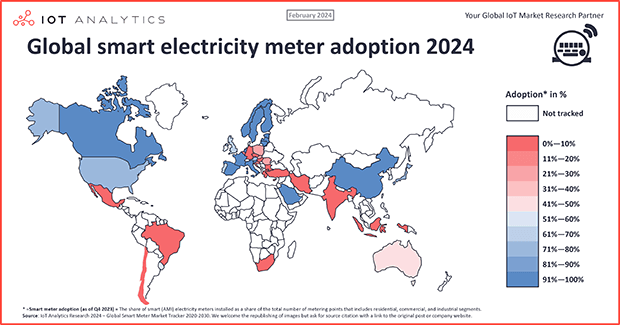 IOT ANALYTICS
February 2024
Your Global IoT Market Research Partner
Global smart electricity meter adoption 2024
Adoption* in %
Not tracked
0%—10%
11%—20%
21%—30%
31%—40%
41%—50%
51%—60%
61%—70%
71%—80%
81%—90%
91%—100%
* =Smart meter adoption (as of Q4 2023) = The share of smart (AMI) electricity meters installed as a share of the total number of metering points that includes residential, commercial, and industrial segments.
Source: IoT Analytics Research 2024 – Global Smart Meter Market Tracker 2020-2030. We welcome the republishing of images but ask for source citation with a link to the original post or company website.